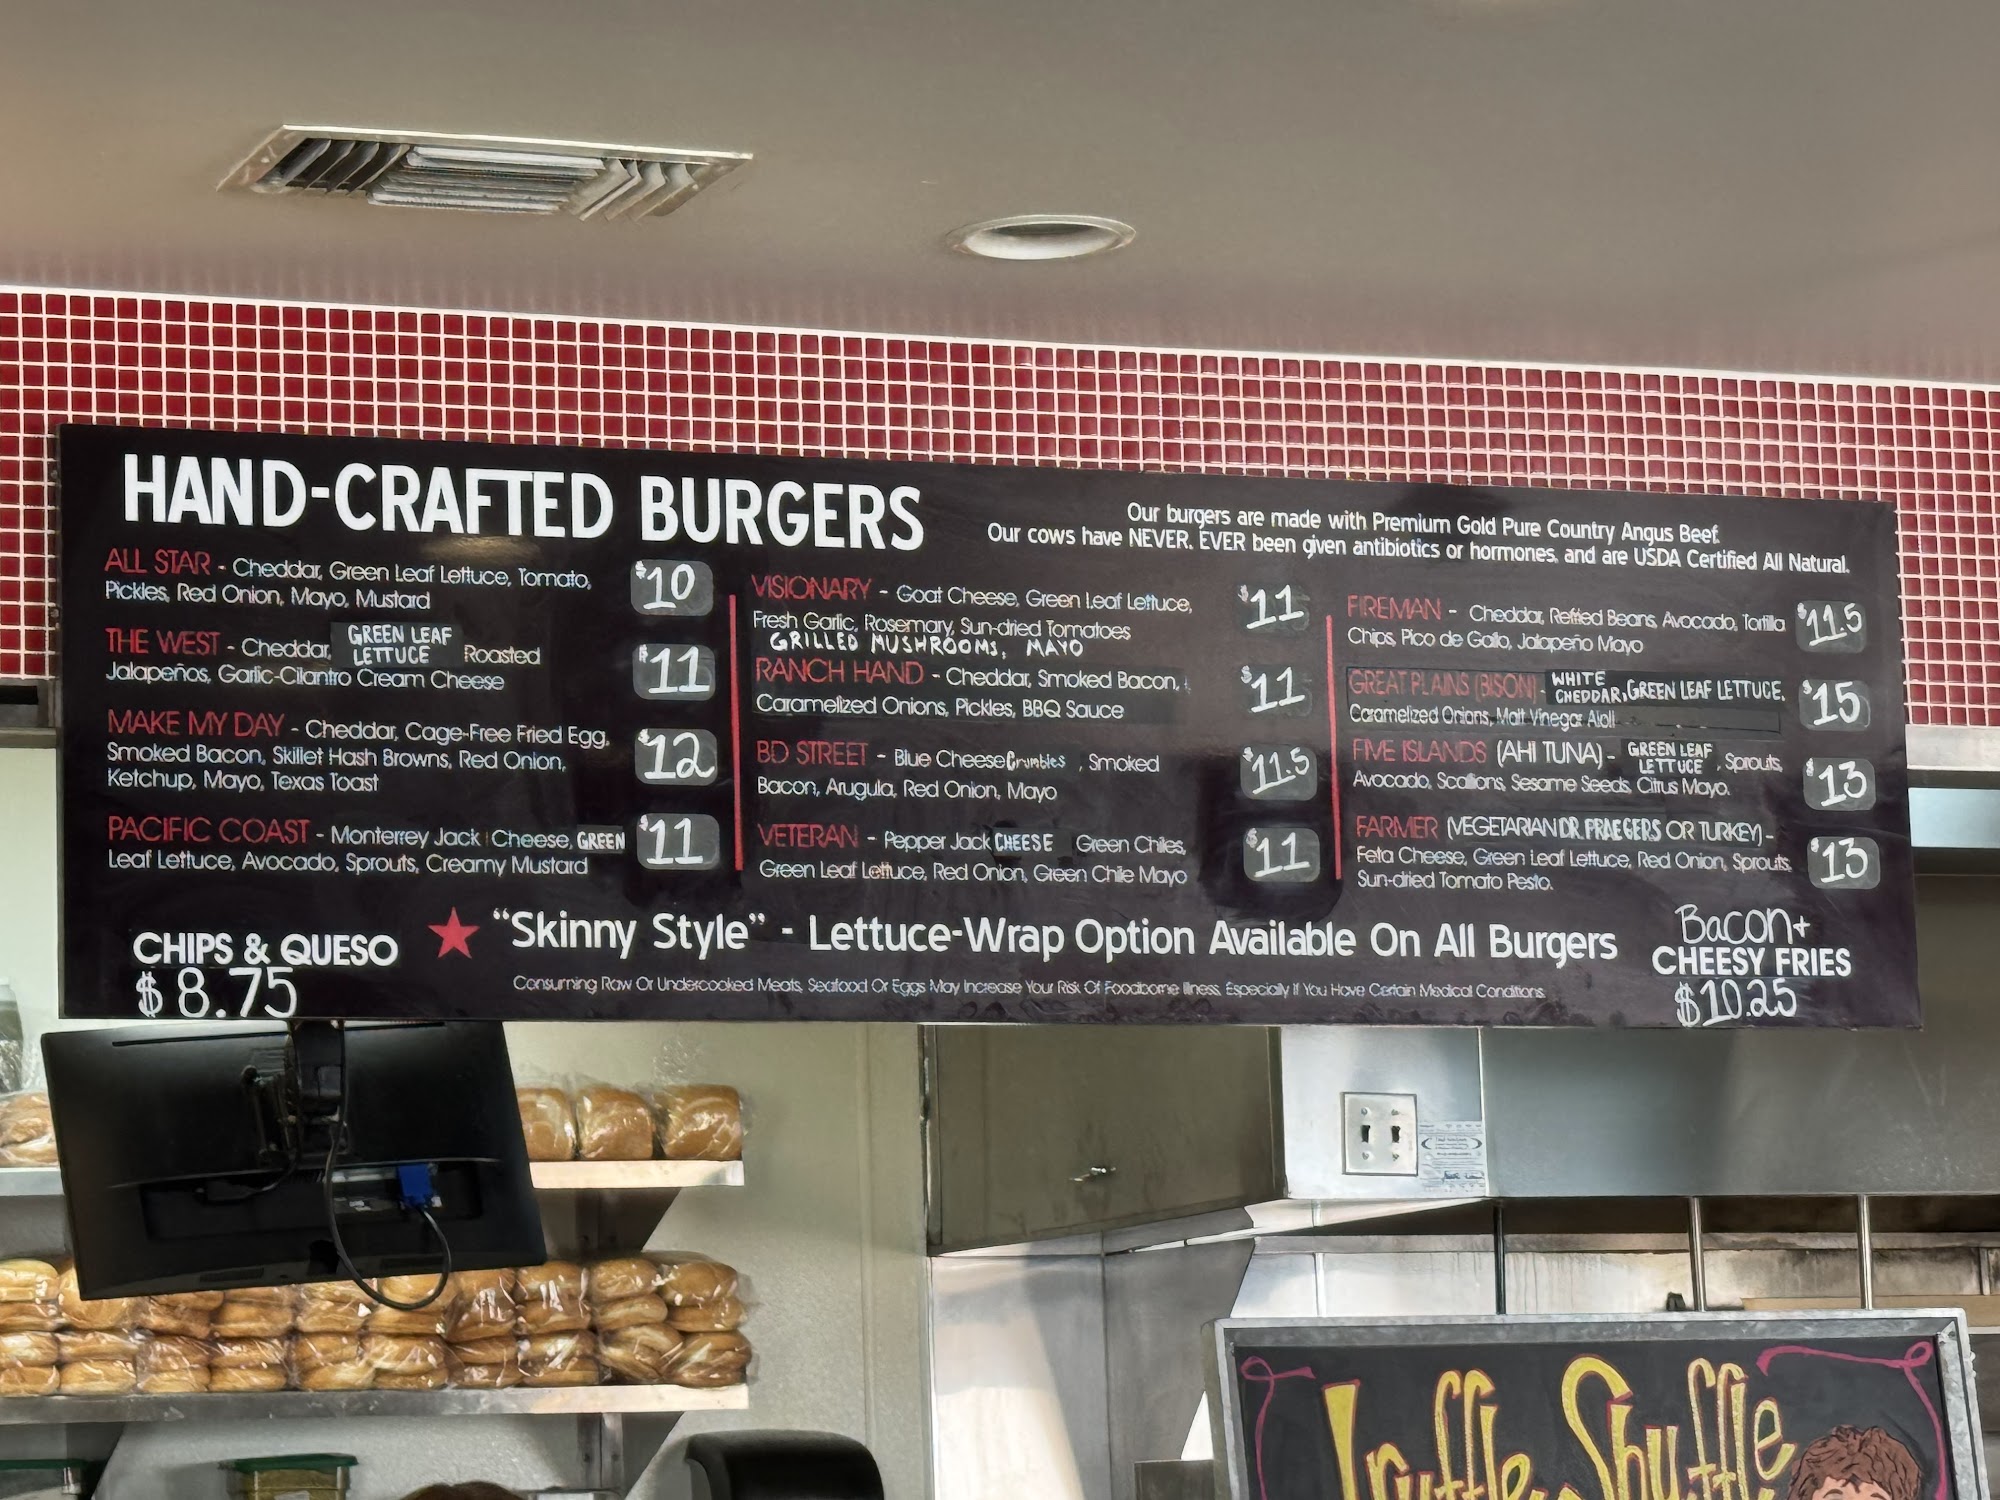 HAND-CRAFTED BURGERS
Our burgers are made with Premium Gold Pure Country Angus Beef.
Our cows have NEVER, EVER been given antibiotics or hormones, and are USDA Certified All Natural.
ALL STAR - Cheddar, Green Leaf Lettuce, Tomato,
Pickles, Red Onion, Mayo, Mustard
$10
THE WEST - Cheddar, GREEN LEAF LETTUCE Roasted
Jalapeños, Garlic-Cilantro Cream Cheese
$11
MAKE MY DAY - Cheddar, Cage-Free Fried Egg,
Smoked Bacon, Skillet Hash Browns, Red Onion,
Ketchup, Mayo, Texas Toast
$12
PACIFIC COAST - Monterrey Jack Cheese, GREEN
Leaf Lettuce, Avocado, Sprouts, Creamy Mustard
$11
VISIONARY - Goat Cheese, Green Leaf Lettuce,
Fresh Garlic, Rosemary, Sun-dried Tomatoes
GRILLED MUSHROOMS, MAYO
$11
RANCH HAND - Cheddar, Smoked Bacon,
Caramelized Onions, Pickles, BBQ Sauce
$11
BD STREET - Blue Cheese Crumbles , Smoked
Bacon, Arugula, Red Onion, Mayo
$11.5
VETERAN - Pepper Jack CHEESE Green Chiles,
Green Leaf Lettuce, Red Onion, Green Chile Mayo
$11
FIREMAN - Cheddar, Refried Beans, Avocado, Tortilla
Chips, Pico de Gallo, Jalapeño Mayo
$11.5
GREAT PLAINS (BISON) - WHITE CHEDDAR, GREEN LEAF LETTUCE,
Caramelized Onions, Malt Vinegar Aioli
$15
FIVE ISLANDS (AHI TUNA) - GREEN LEAF LETTUCE , Sprouts,
Avocado, Scallions, Sesame Seeds, Citrus Mayo.
$13
FARMER (VEGETARIAN DR. PRAEGERS OR TURKEY) -
Feta Cheese, Green Leaf Lettuce, Red Onion, Sprouts,
Sun-dried Tomato Pesto.
$13
CHIPS & QUESO
$8.75
"Skinny Style" - Lettuce-Wrap Option Available On All Burgers
Consuming Raw Or Undercooked Meats, Seafood Or Eggs May Increase Your Risk Of Foodborne Illness, Especially If You Have Certain Medical Conditions.
Bacon +
CHEESY FRIES
$10.25
Truffle Shuffle